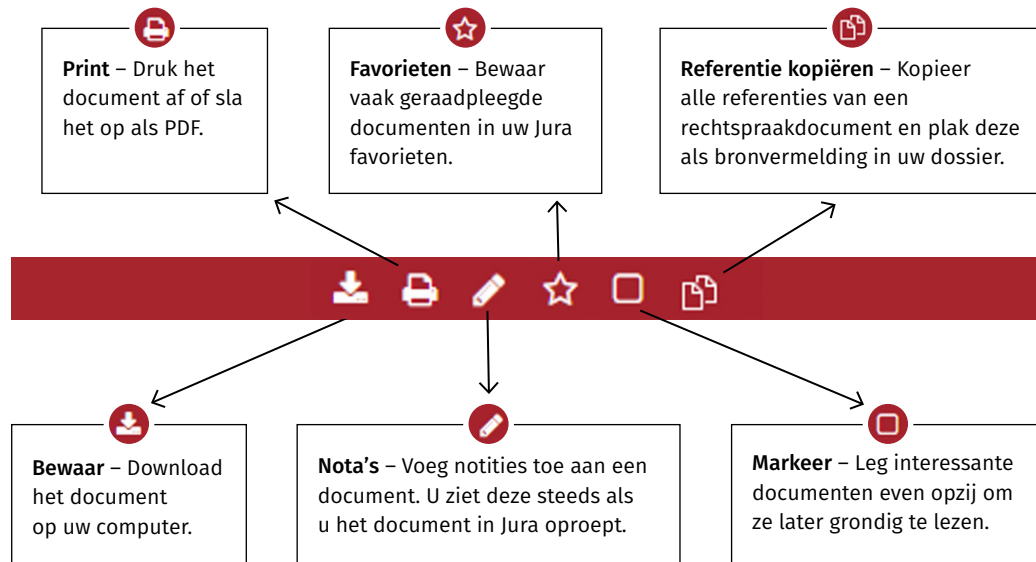 Print – Druk het
document af of sla
het op als PDF.
Favorieten – Bewaar
vaak geraadpleegde
documenten in uw Jura
favorieten.
Referentie kopiëren – Kopieer
alle referenties van een
rechtspraakdocument en plak deze
als bronvermelding in uw dossier.
Bewaar – Download
het document
op uw computer.
Nota's – Voeg notities toe aan een
document. U ziet deze steeds als
u het document in Jura oproept.
Markeer – Leg interessante
documenten even opzij om
ze later grondig te lezen.